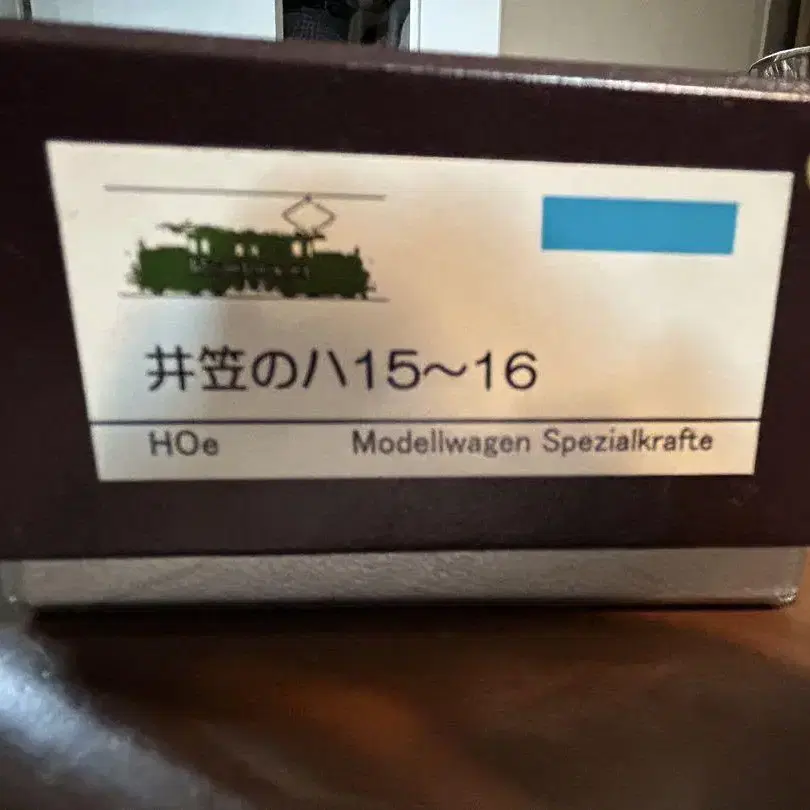 井笠のハ15〜16
HOe
Modellwagen Spezialkrafte